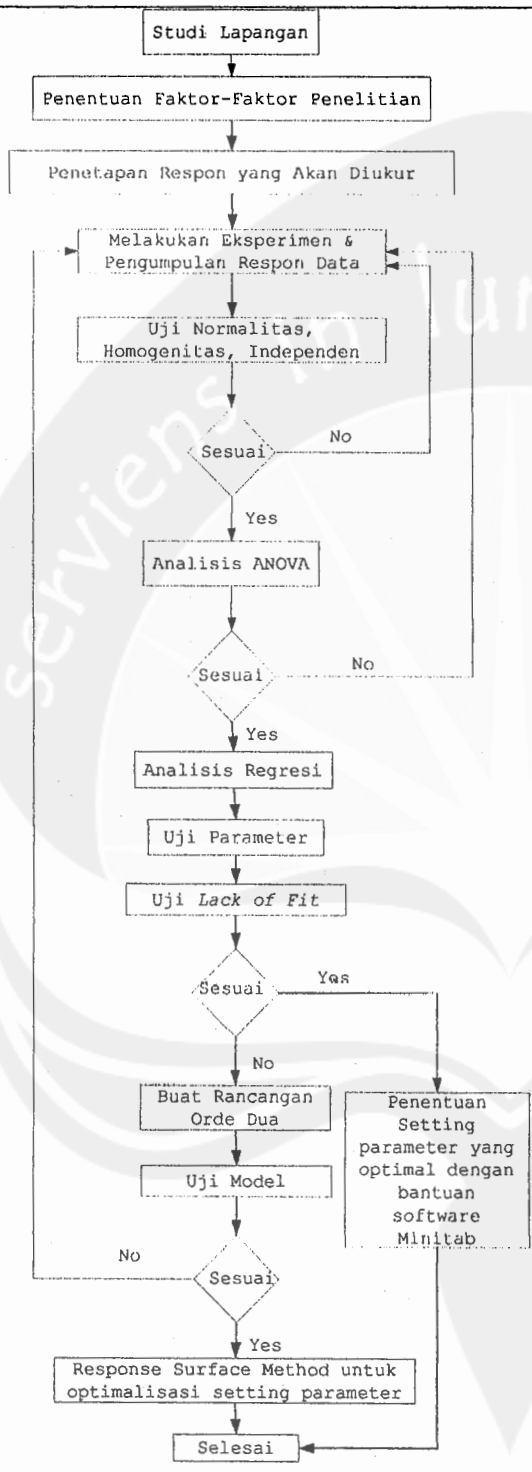 Studi Lapangan
Penentuan Faktor-Faktor Penelitian
Penetapan Respon yang Akan Diukur
Melakukan Eksperimen &
Pengumpulan Respon Data
Uji Normalitas,
Homogenitas, Independen
Sesuai
No
Yes
Analisis ANOVA
Sesuai
No
Yes
Analisis Regresi
Uji Parameter
Uji Lack of Fit
Sesuai
Yes
No
Buat Rancangan
Orde Dua
Uji Model
Penentuan
Setting
parameter yang
optimal dengan
bantuan
software
Minitab
No
Sesuai
Yes
Response Surface Method untuk
optimalisasi setting parameter
Selesai
serviens in lum